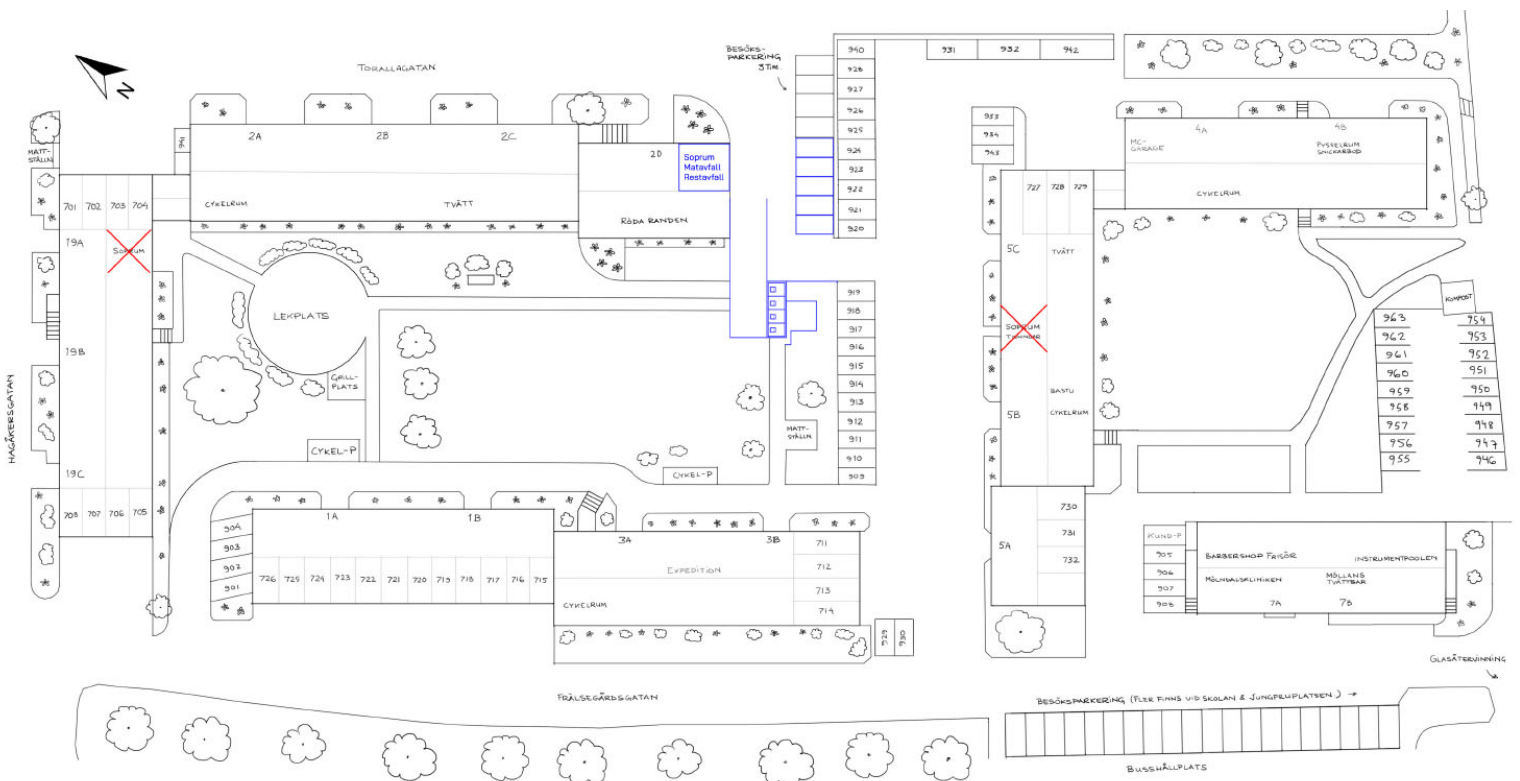 TORALLAGATAN
N
BESÖKS-
PARKERING
3 TIM
940
928
927
926
925
924
923
922
921
920
931
932
942
MATT-
STÄLLN
2A
2B
2C
2D
Soprum
Matavfall
Restavfall
CYKELRUM
TVÄTT
RÖDA RANDEN
701
702
703
704
19A
SOPRUM
19B
19C
708
707
706
705
HAGÅKERSGATAN
LEKPLATS
GRILL-
PLATS
CYKEL-P
CYKEL-P
MATT-
STÄLLN
919
918
917
916
915
914
913
912
911
910
909
904
903
902
901
1A
1B
726
725
724
723
722
721
720
719
718
717
716
715
3A
3B
EXPEDITION
CYKELRUM
711
712
713
714
929
930
933
934
943
727
728
729
5C
TVÄTT
SOPRUM
BASTU
5B
CYKELRUM
5A
730
731
732
4A
4B
MC-
GARAGE
PYSSELRUM
SNICKARBOD
CYKELRUM
KOMPOST
963
954
962
953
961
952
960
951
959
950
958
949
957
948
956
947
955
946
KUND-P
905
906
907
908
BARBERSHOP FRISÖR
INSTRUMENTPOOLEN
MÖLNDALSKLINIKEN
MÖLLANS
TVÄTTBAR
7A
7B
GLASÅTERVINNING
FRÄLSEGÅRDSGATAN
BESÖKSPARKERING (FLER FINNS VID SKOLAN & JUNGFRUPLATSEN) →
BUSSHÅLLPLATS